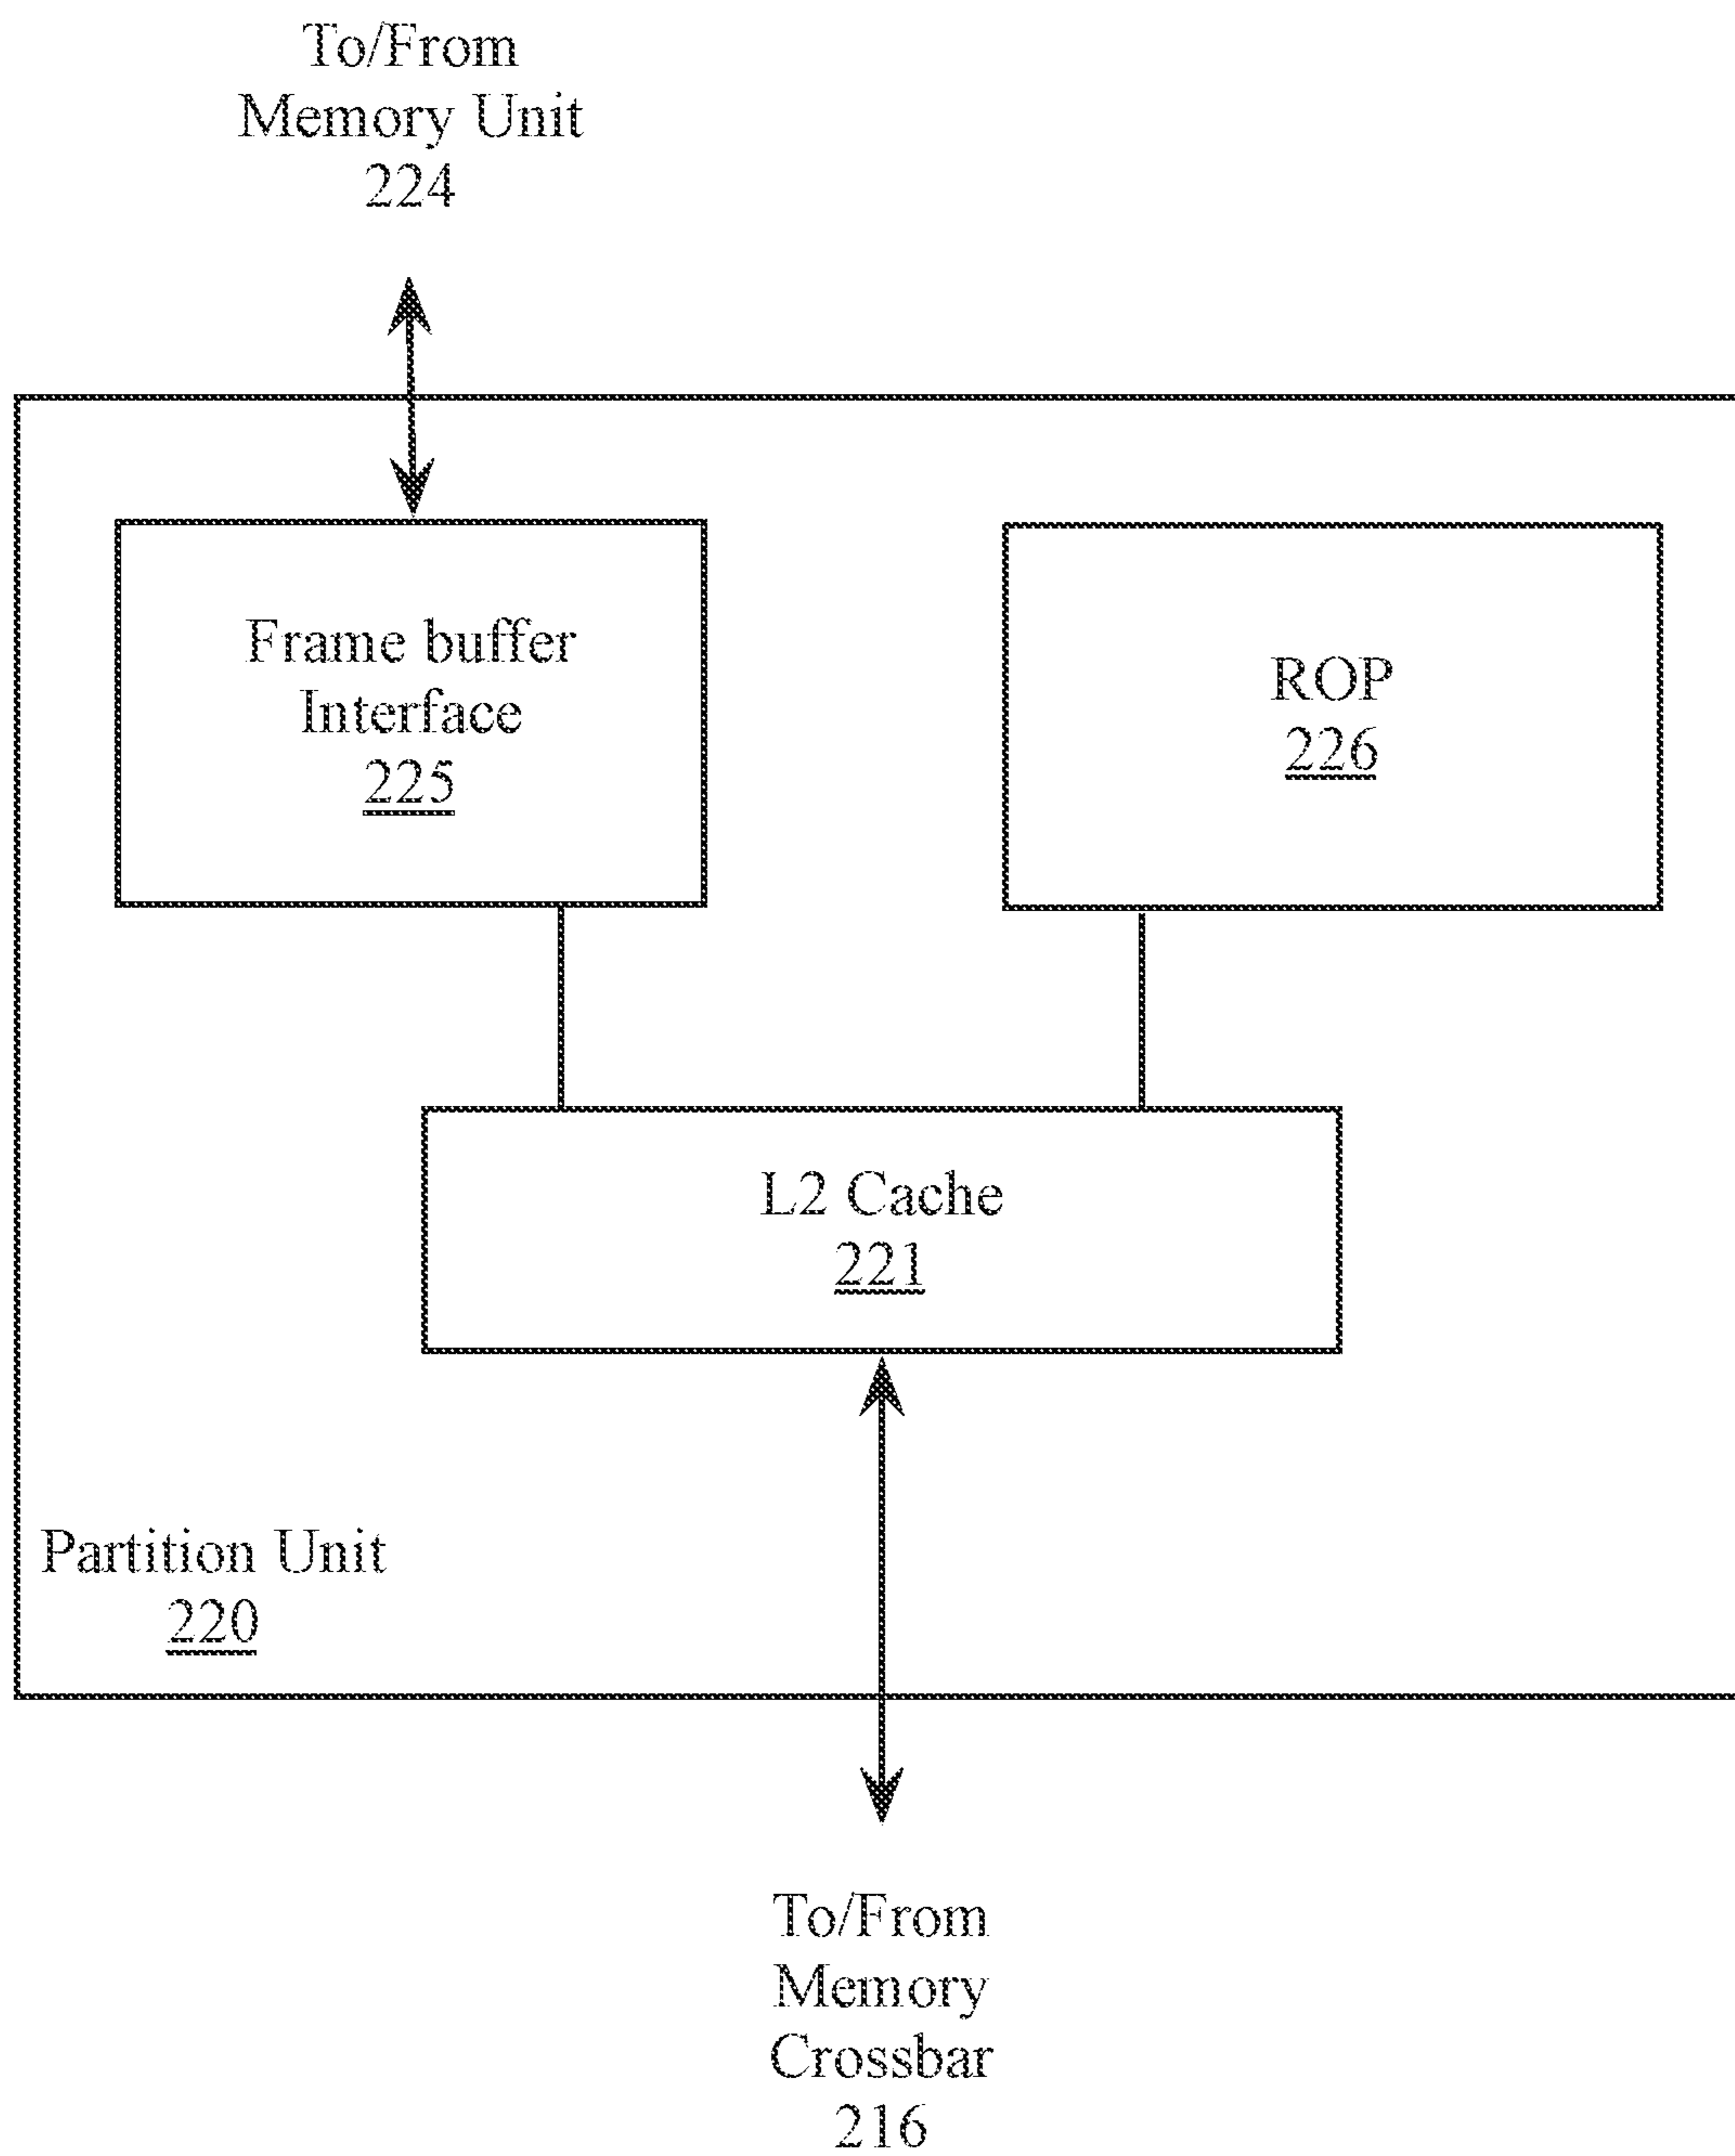 To/From
Memory Unit
224
Frame buffer
Interface
225
ROP
226
L2 Cache
221
Partition Unit
220
To/From
Memory
Crossbar
216